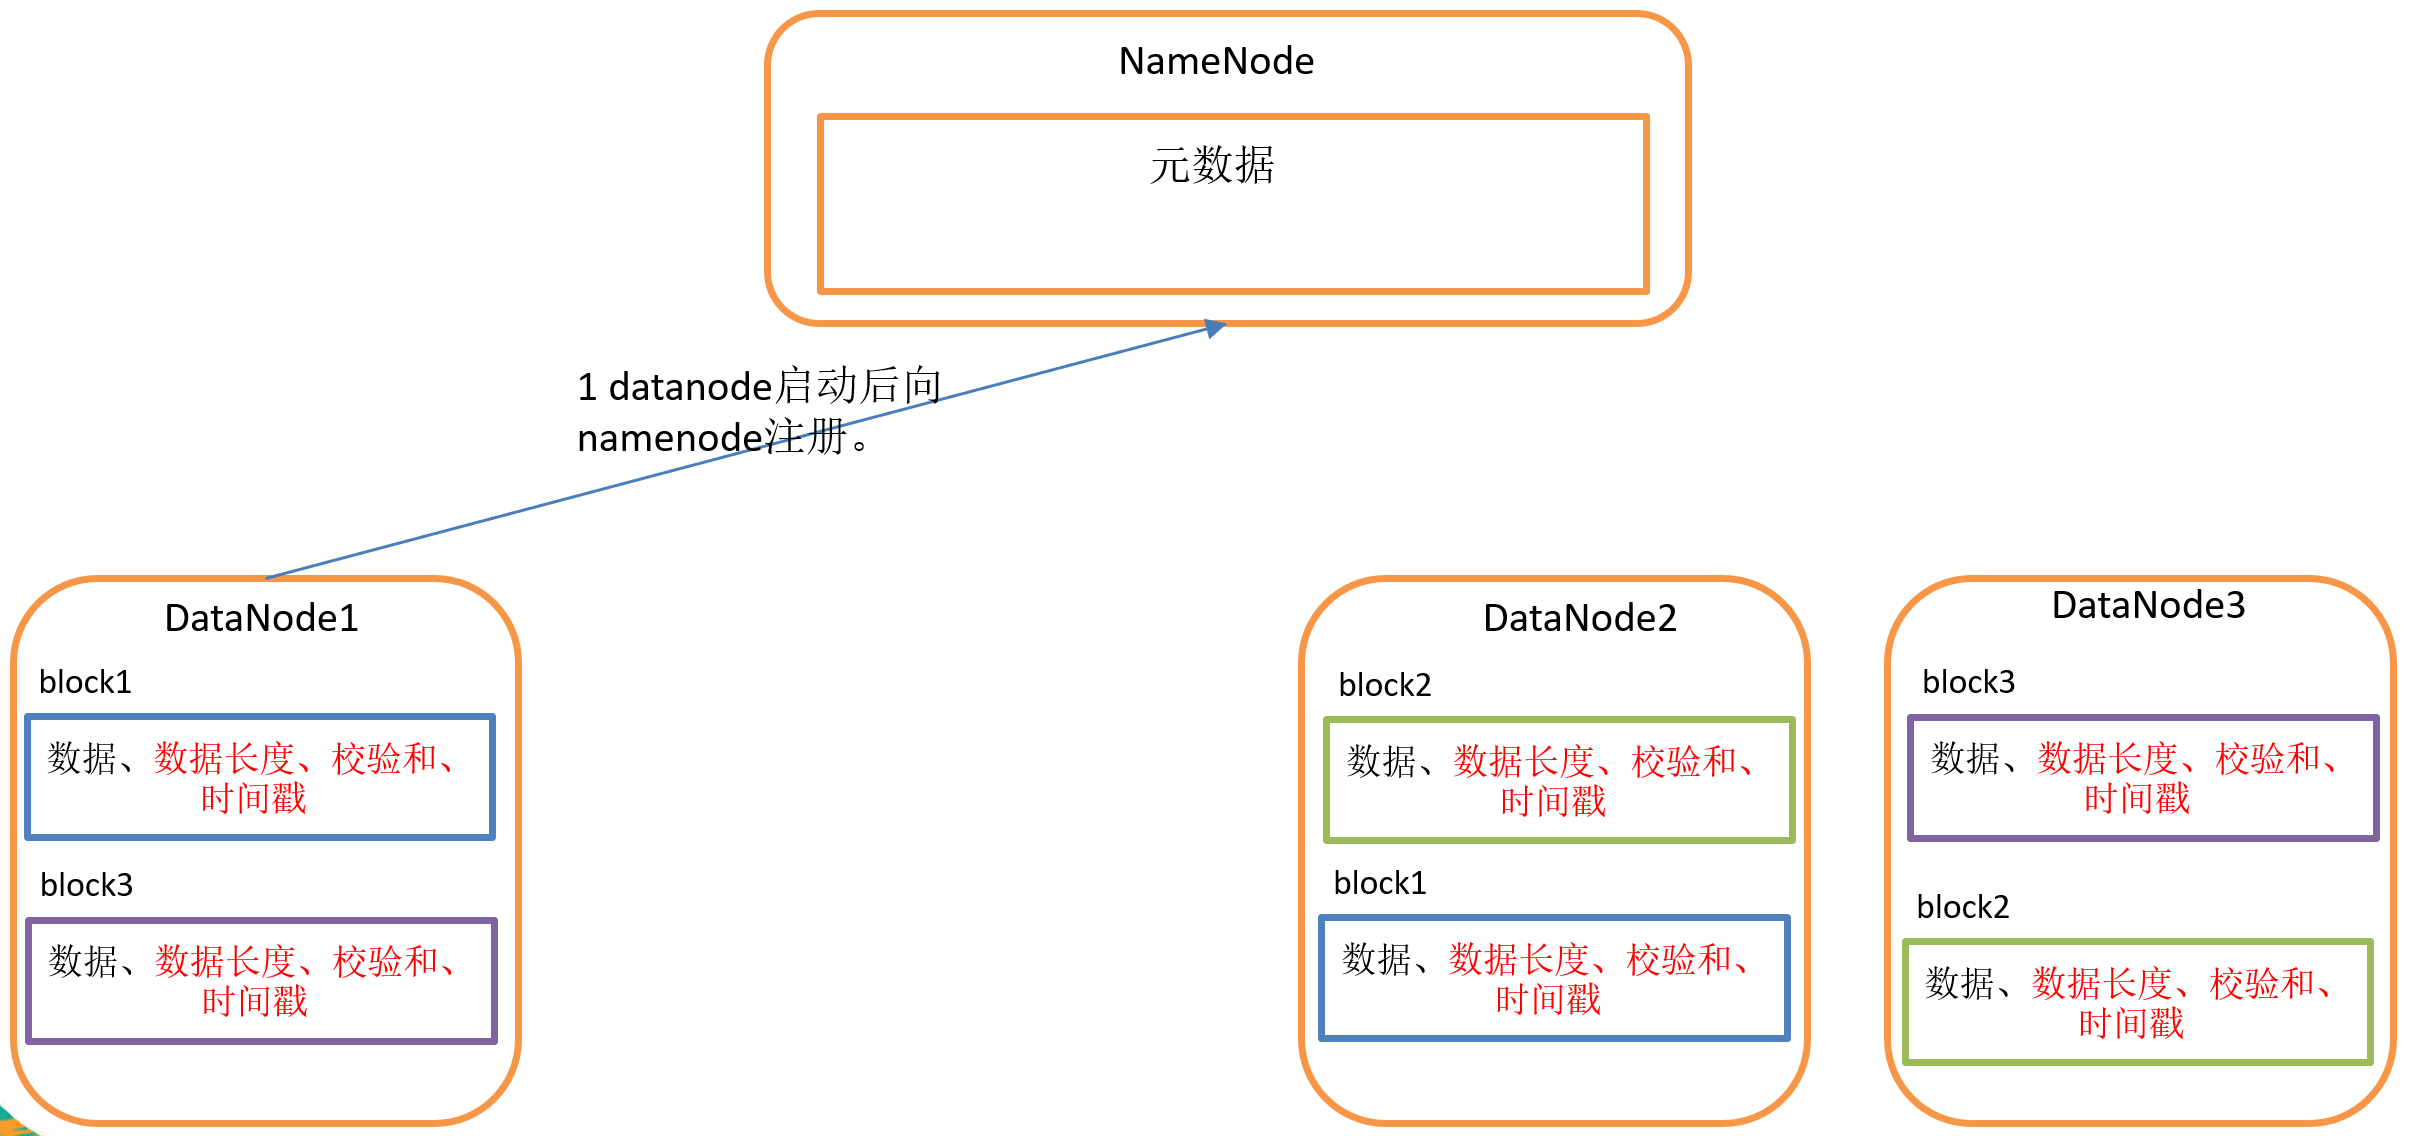 NameNode
元数据
1 datanode启动后向
namenode注册。
DataNode1
block1
数据、数据长度、校验和、
时间戳
block3
数据、数据长度、校验和、
时间戳
DataNode2
block2
数据、数据长度、校验和、
时间戳
block1
数据、数据长度、校验和、
时间戳
DataNode3
block3
数据、数据长度、校验和、
时间戳
block2
数据、数据长度、校验和、
时间戳